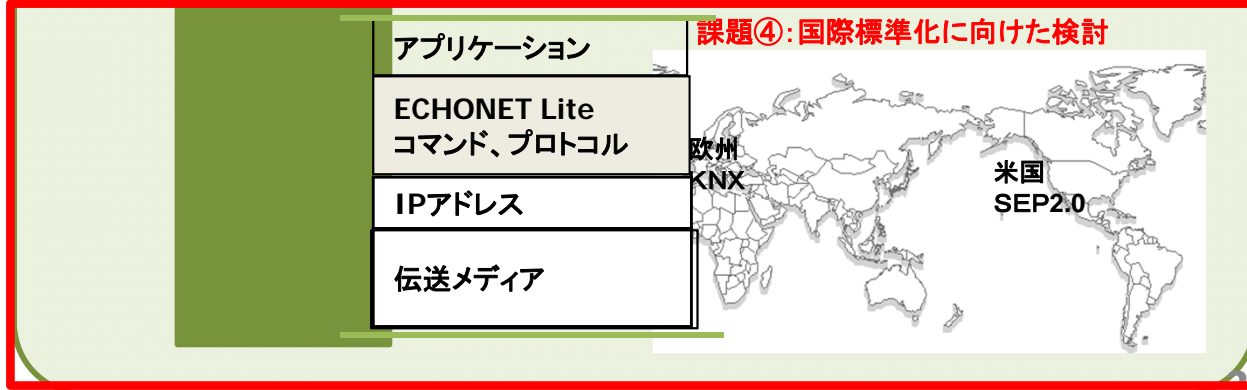 課題④:国際標準化に向けた検討
アプリケーション
ECHONET Lite
コマンド、プロトコル
IPアドレス
伝送メディア
欧州
KNX
米国
SEP2.0